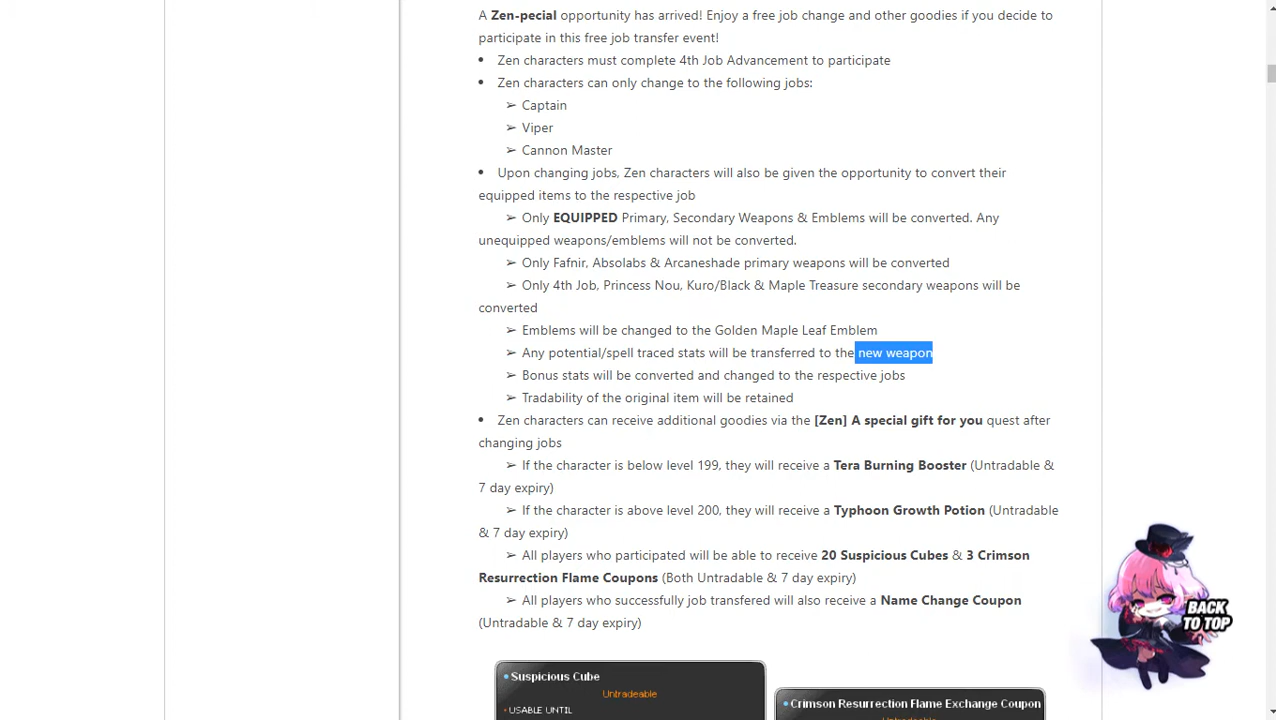 A Zen-pecial opportunity has arrived! Enjoy a free job change and other goodies if you decide to
participate in this free job transfer event!
• Zen characters must complete 4th Job Advancement to participate
• Zen characters can only change to the following jobs:
➢ Captain
➢ Viper
➢ Cannon Master
• Upon changing jobs, Zen characters will also be given the opportunity to convert their
equipped items to the respective job
➢ Only EQUIPPED Primary, Secondary Weapons & Emblems will be converted. Any
unequipped weapons/emblems will not be converted.
➢ Only Fafnir, Absolabs & Arcaneshade primary weapons will be converted
➢ Only 4th Job, Princess Nou, Kuro/Black & Maple Treasure secondary weapons will be
converted
➢ Emblems will be changed to the Golden Maple Leaf Emblem
➢ Any potential/spell traced stats will be transferred to the new weapon
➢ Bonus stats will be converted and changed to the respective jobs
➢ Tradability of the original item will be retained
• Zen characters can receive additional goodies via the [Zen] A special gift for you quest after
changing jobs
➢ If the character is below level 199, they will receive a Tera Burning Booster (Untradable &
7 day expiry)
➢ If the character is above level 200, they will receive a Typhoon Growth Potion (Untradable
& 7 day expiry)
➢ All players who participated will be able to receive 20 Suspicious Cubes & 3 Crimson
Resurrection Flame Coupons (Both Untradable & 7 day expiry)
➢ All players who successfully job transfered will also receive a Name Change Coupon
(Untradable & 7 day expiry)
BACK
TO TOP
Suspicious Cube
Untradeable
• USABLE UNTIL
Crimson Resurrection Flame Exchange Coupon